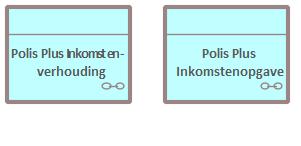 Polis Plus Inkomsten-
verhouding
Polis Plus
Inkomstenopgave